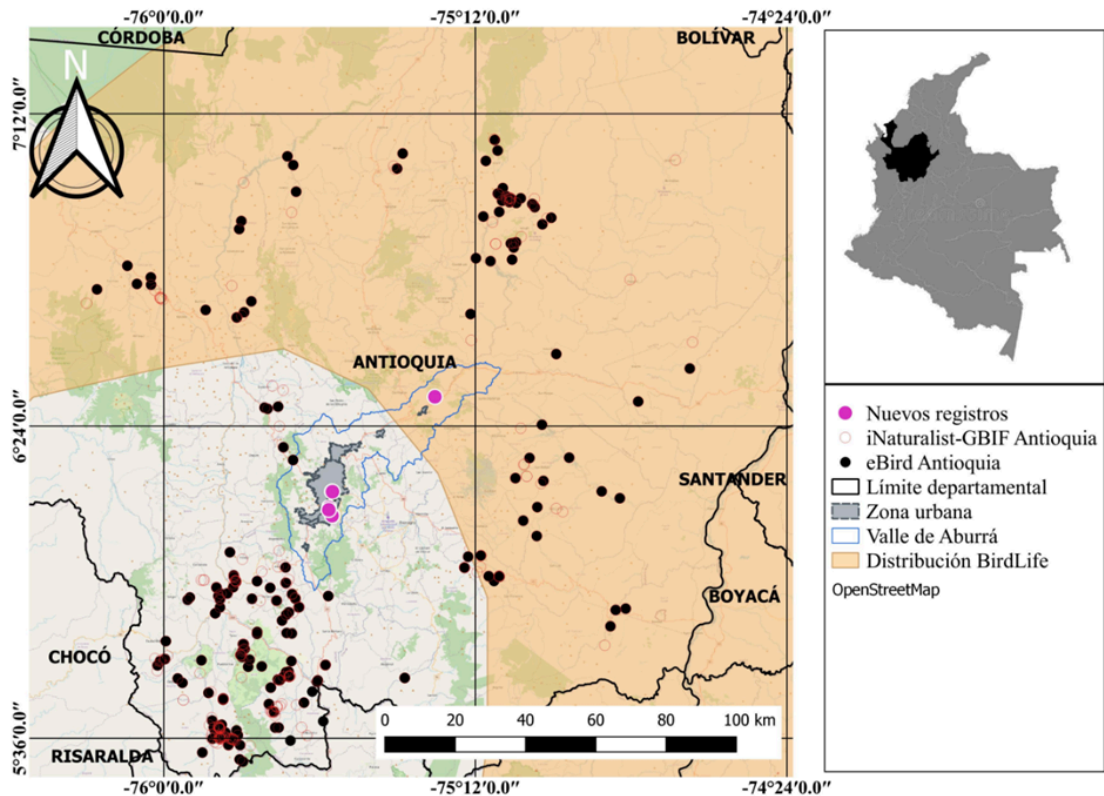 -76°0'0.0"
-75°12'0.0"
-74°24'0.0"
CÓRDOBA
BOLÍVAR
N
7°12'0.0"
ANTIOQUIA
6°24'0.0"
SANTANDER
BOYACÁ
CHOCÓ
0 20 40 60 80 100 km
5°36'0.0"
RISARALDA
-76°0'0.0"
-75°12'0.0"
-74°24'0.0"
Nuevos registros
iNaturalist-GBIF Antioquia
eBird Antioquia
Límite departamental
Zona urbana
Valle de Aburrá
Distribución BirdLife
OpenStreetMap